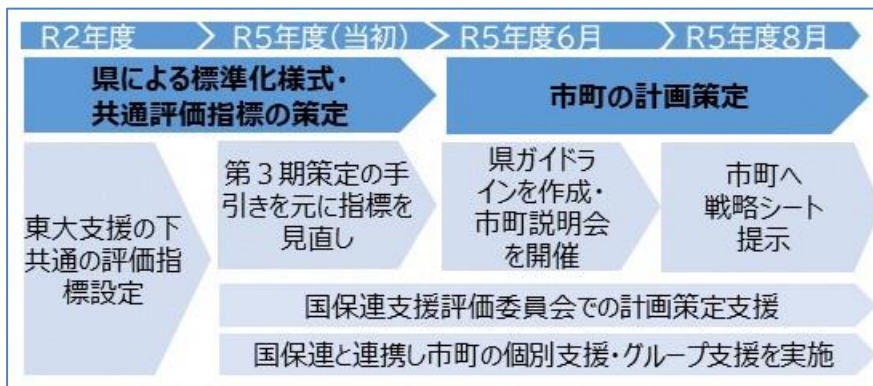 R2年度
R5年度(当初)
R5年度6月
R5年度8月
県による標準化様式・
共通評価指標の策定
市町の計画策定
東大支援の下
共通の評価指
標設定
第3期策定の手
引きを元に指標を
見直し
県ガイドラ
インを作成・
市町説明会
を開催
市町へ
戦略シート
提示
国保連支援評価委員会での計画策定支援
国保連と連携し市町の個別支援・グループ支援を実施